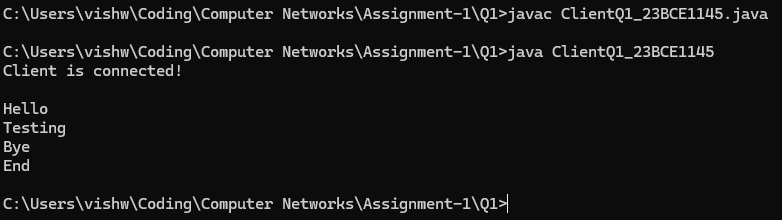 C:\Users\vishw\Coding\Computer Networks\Assignment-1\Q1>javac ClientQ1_23BCE1145.java
C:\Users\vishw\Coding\Computer Networks\Assignment-1\Q1>java ClientQ1_23BCE1145
Client is connected!
Hello
Testing
Bye
End
C:\Users\vishw\Coding\Computer Networks\Assignment-1\Q1>